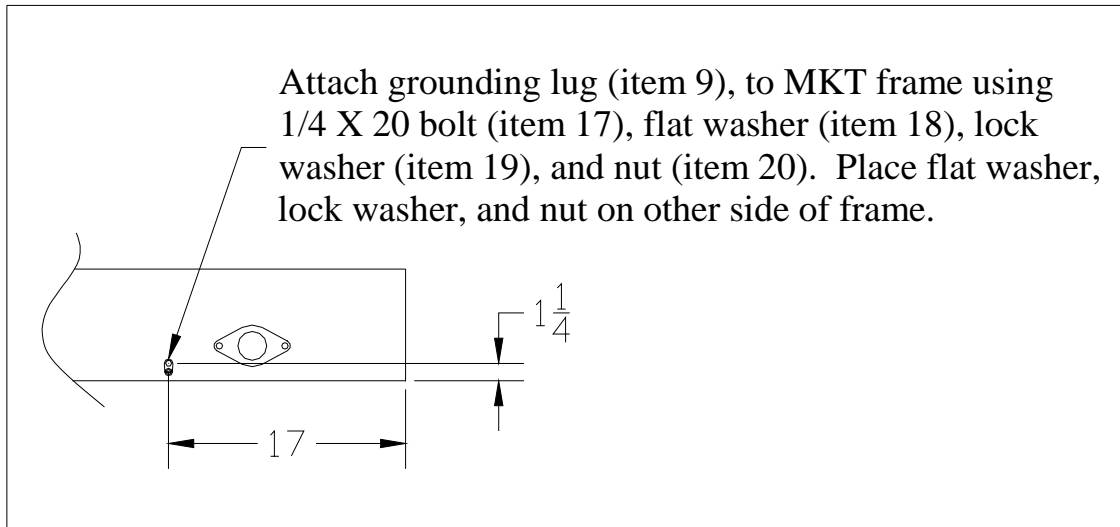 Attach grounding lug (item 9), to MKT frame using
1/4 X 20 bolt (item 17), flat washer (item 18), lock
washer (item 19), and nut (item 20).  Place flat washer,
lock washer, and nut on other side of frame.
1 1/4
17